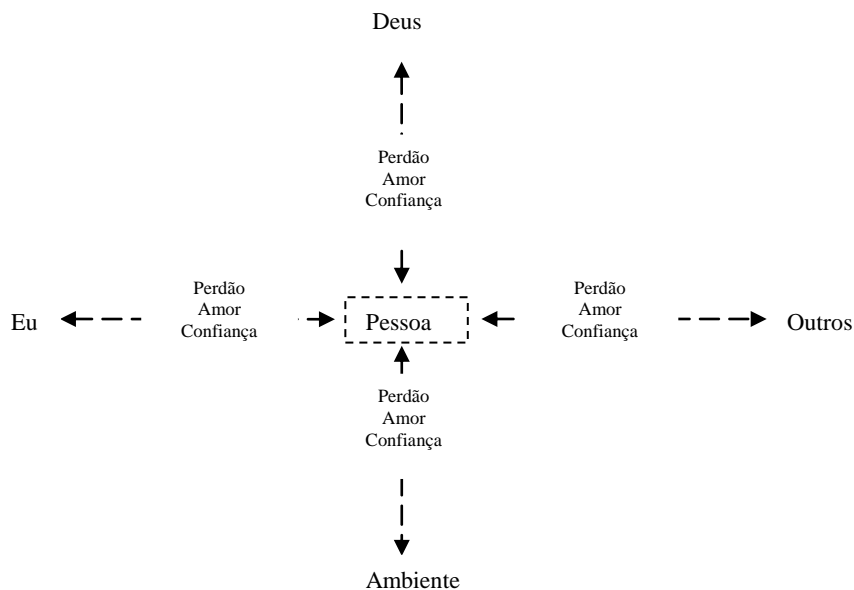 Deus
Perdão
Amor
Confiança
Eu
Perdão
Amor
Confiança
Pessoa
Perdão
Amor
Confiança
Outros
Perdão
Amor
Confiança
Ambiente